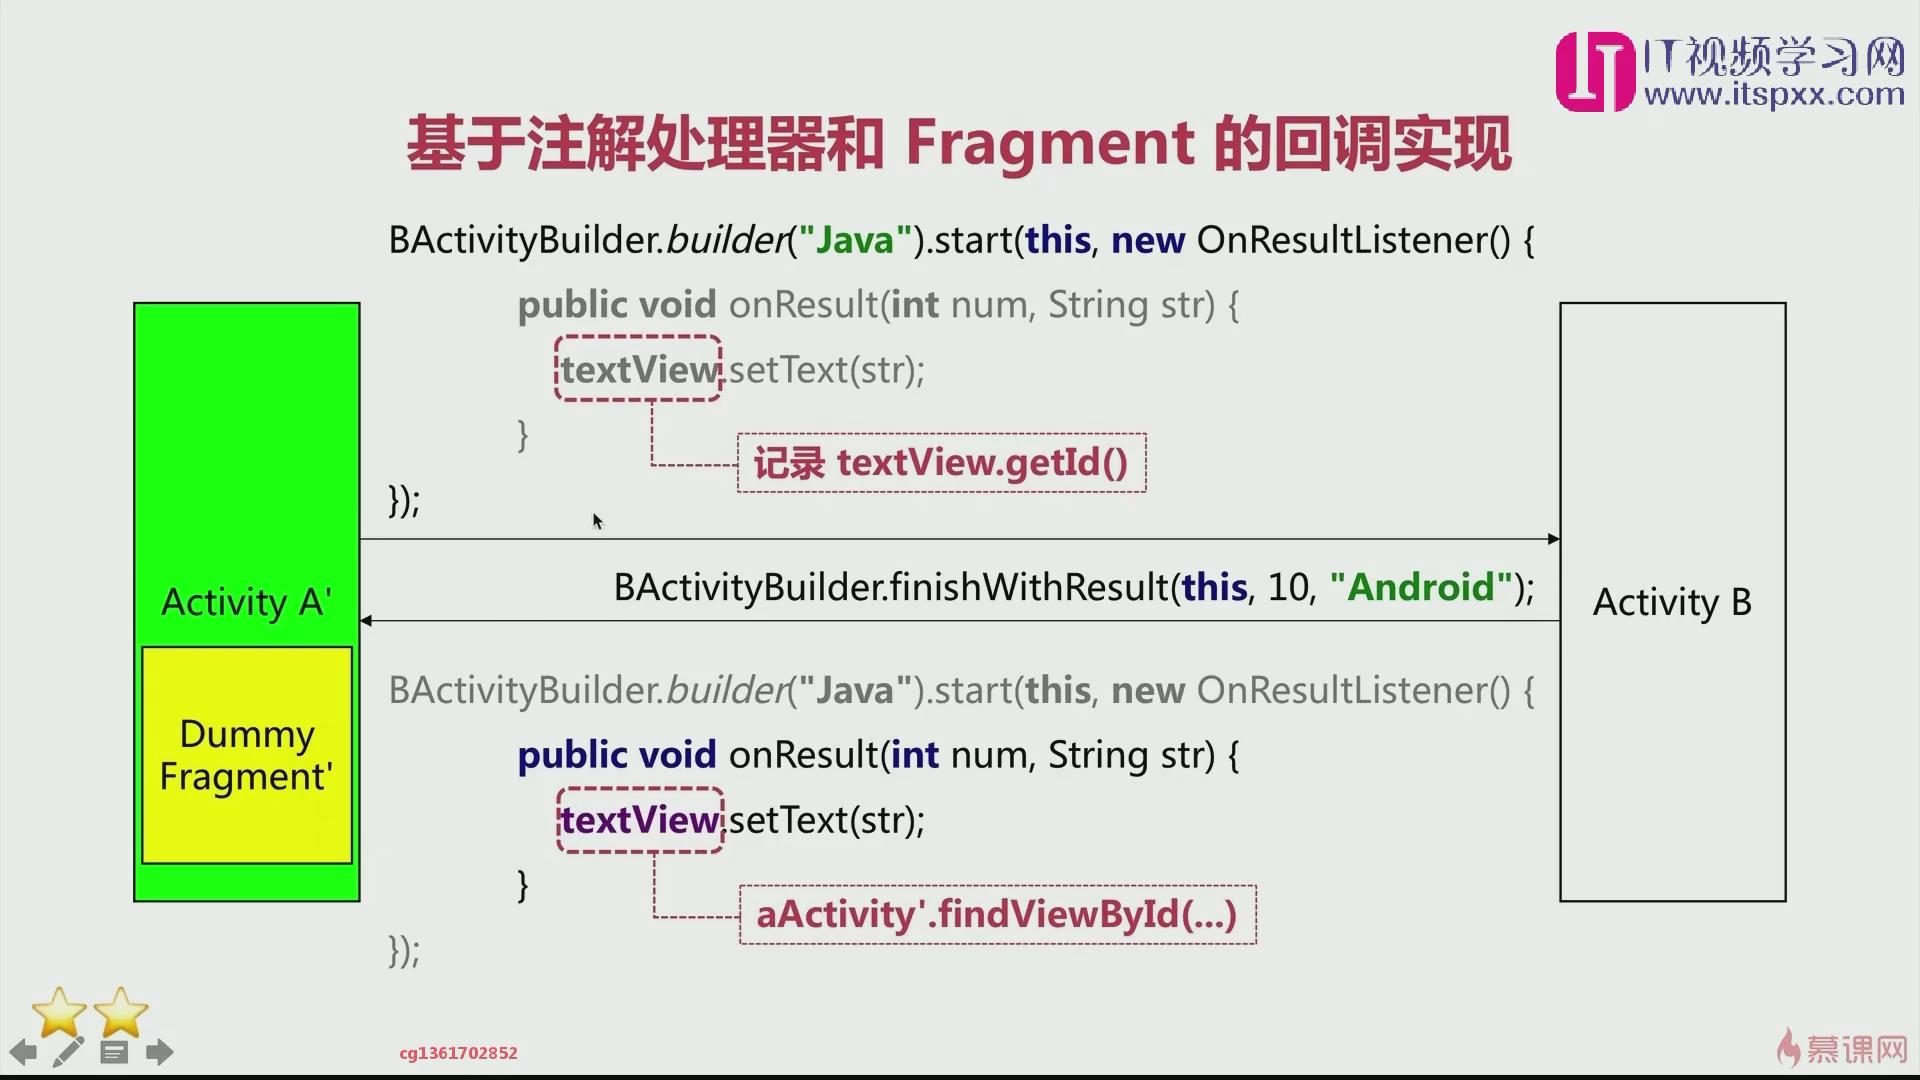 IT视频学习网
www.itspxx.com
基于注解处理器和 Fragment 的回调实现
BActivityBuilder.builder("Java").start(this, new OnResultListener() {
public void onResult(int num, String str) {
textView.setText(str);
}
记录 textView.getId()
});
BActivityBuilder.finishWithResult(this, 10, "Android");
Activity A'
Activity B
BActivityBuilder.builder("Java").start(this, new OnResultListener() {
Dummy
Fragment'
public void onResult(int num, String str) {
textView.setText(str);
}
aActivity'.findViewById(...)
});
cg1361702852
慕课网